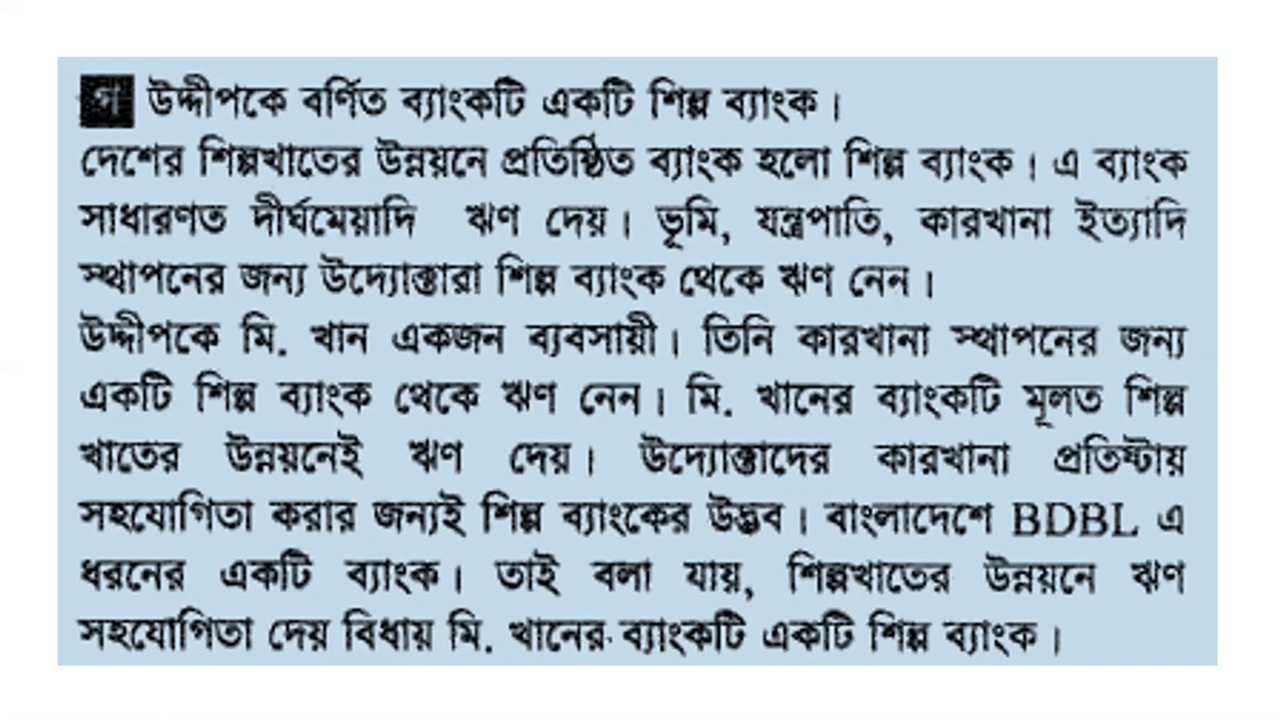 গ উদ্দীপকে বর্ণিত ব্যাংকটি একটি শিল্প ব্যাংক।
দেশের শিল্পখাতের উন্নয়নে প্রতিষ্ঠিত ব্যাংক হলো শিল্প ব্যাংক। এ ব্যাংক
সাধারণত দীর্ঘমেয়াদি ঋণ দেয়। ভূমি, যন্ত্রপাতি, কারখানা ইত্যাদি
স্থাপনের জন্য উদ্যোক্তারা শিল্প ব্যাংক থেকে ঋণ নেন।
উদ্দীপকে মি. খান একজন ব্যবসায়ী। তিনি কারখানা স্থাপনের জন্য
একটি শিল্প ব্যাংক থেকে ঋণ নেন। মি. খানের ব্যাংকটি মূলত শিল্প
খাতের উন্নয়নেই ঋণ দেয়। উদ্যোক্তাদের কারখানা প্রতিষ্টায়
সহযোগিতা করার জন্যই শিল্প ব্যাংকের উদ্ভব। বাংলাদেশে BDBL এ
ধরনের একটি ব্যাংক। তাই বলা যায়, শিল্পখাতের উন্নয়নে ঋণ
সহযোগিতা দেয় বিধায় মি. খানের ব্যাংকটি একটি শিল্প ব্যাংক।